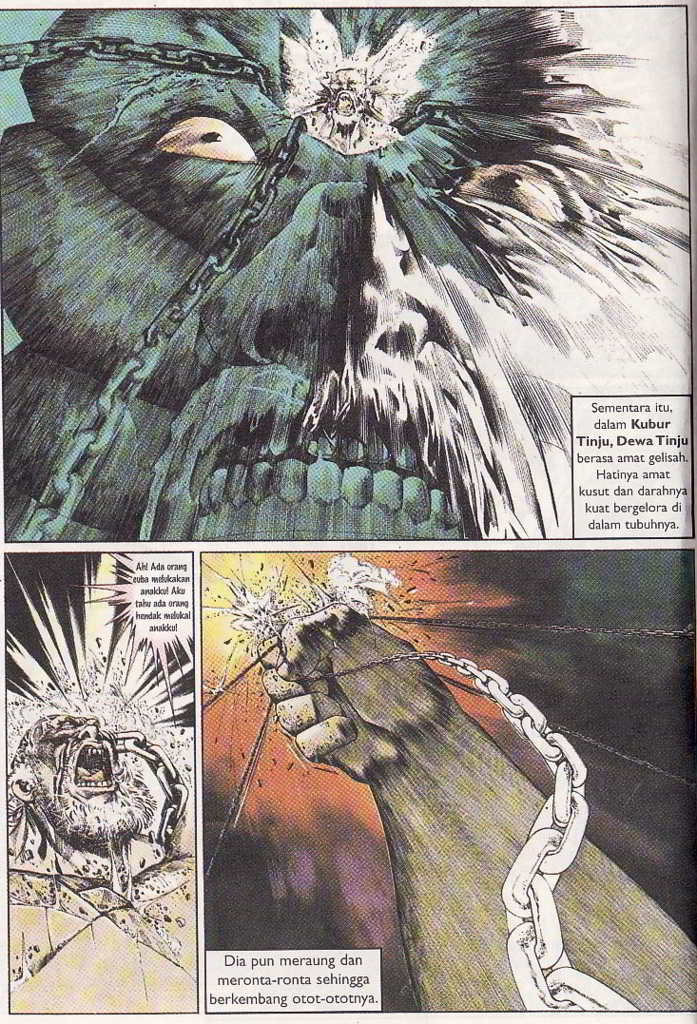 Sementara itu,
dalam Kubur
Tinju, Dewa Tinju
berasa amat gelisah.
Hatinya amat
kusut dan darahnya
kuat bergelora di
dalam tubuhnya.
Ah! Ada orang
cuba melukakan
anakku! Aku
tahu ada orang
hendak melukai
anakku!
Dia pun meraung dan
meronta-ronta sehingga
berkembang otot-ototnya.